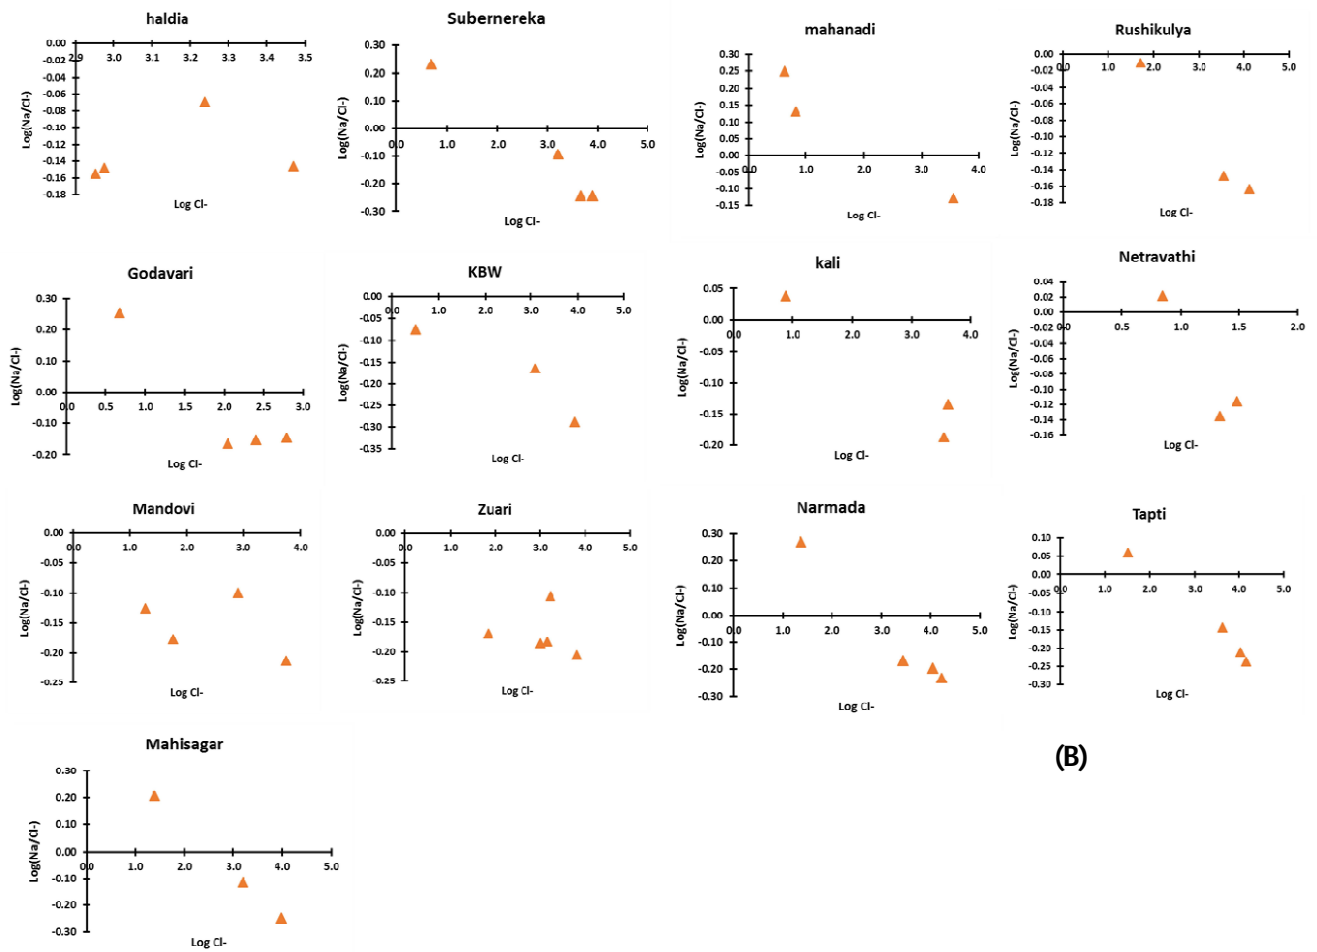 haldia
0.00
2.9 3.0 3.1 3.2 3.3 3.4 3.5
-0.02
-0.04
-0.06
-0.08
-0.10
-0.12
-0.14
-0.16
-0.18
Log(Na/Cl-)
Log Cl-
Subernereka
0.30
0.20
0.10
0.00
0.0 1.0 2.0 3.0 4.0 5.0
-0.10
-0.20
-0.30
Log(Na/Cl-)
Log Cl-
mahanadi
0.30
0.25
0.20
0.15
0.10
0.05
0.00
0.0 1.0 2.0 3.0 4.0
-0.05
-0.10
-0.15
Log(Na/Cl-)
Log Cl-
Rushikulya
0.00
0.0 1.0 2.0 3.0 4.0 5.0
-0.02
-0.04
-0.06
-0.08
-0.10
-0.12
-0.14
-0.16
-0.18
Log(Na/Cl-)
Log Cl-
Godavari
0.30
0.20
0.10
0.00
0.0 0.5 1.0 1.5 2.0 2.5 3.0
-0.10
-0.20
Log(Na/Cl-)
Log Cl-
KBW
0.00
0.0 1.0 2.0 3.0 4.0 5.0
-0.05
-0.10
-0.15
-0.20
-0.25
-0.30
-0.35
Log(Na/Cl-)
Log Cl-
kali
0.05
0.00
0.0 1.0 2.0 3.0 4.0
-0.05
-0.10
-0.15
-0.20
Log(Na/Cl-)
Log Cl-
Netravathi
0.04
0.02
0.00
0.0 0.5 1.0 1.5 2.0
-0.02
-0.04
-0.06
-0.08
-0.10
-0.12
-0.14
-0.16
Log(Na/Cl-)
Log Cl-
Mandovi
0.00
0.0 1.0 2.0 3.0 4.0
-0.05
-0.10
-0.15
-0.20
-0.25
Log(Na/Cl-)
Log Cl-
Zuari
0.00
0.0 1.0 2.0 3.0 4.0 5.0
-0.05
-0.10
-0.15
-0.20
-0.25
Log(Na/Cl-)
Log Cl-
Narmada
0.30
0.20
0.10
0.00
0.0 1.0 2.0 3.0 4.0 5.0
-0.10
-0.20
-0.30
Log(Na/Cl-)
Log Cl-
Tapti
0.10
0.05
0.00
0.0 1.0 2.0 3.0 4.0 5.0
-0.05
-0.10
-0.15
-0.20
-0.25
-0.30
Log(Na/Cl-)
Log Cl-
Mahisagar
0.30
0.20
0.10
0.00
0.0 1.0 2.0 3.0 4.0 5.0
-0.10
-0.20
-0.30
Log(Na/Cl-)
Log Cl-
(B)